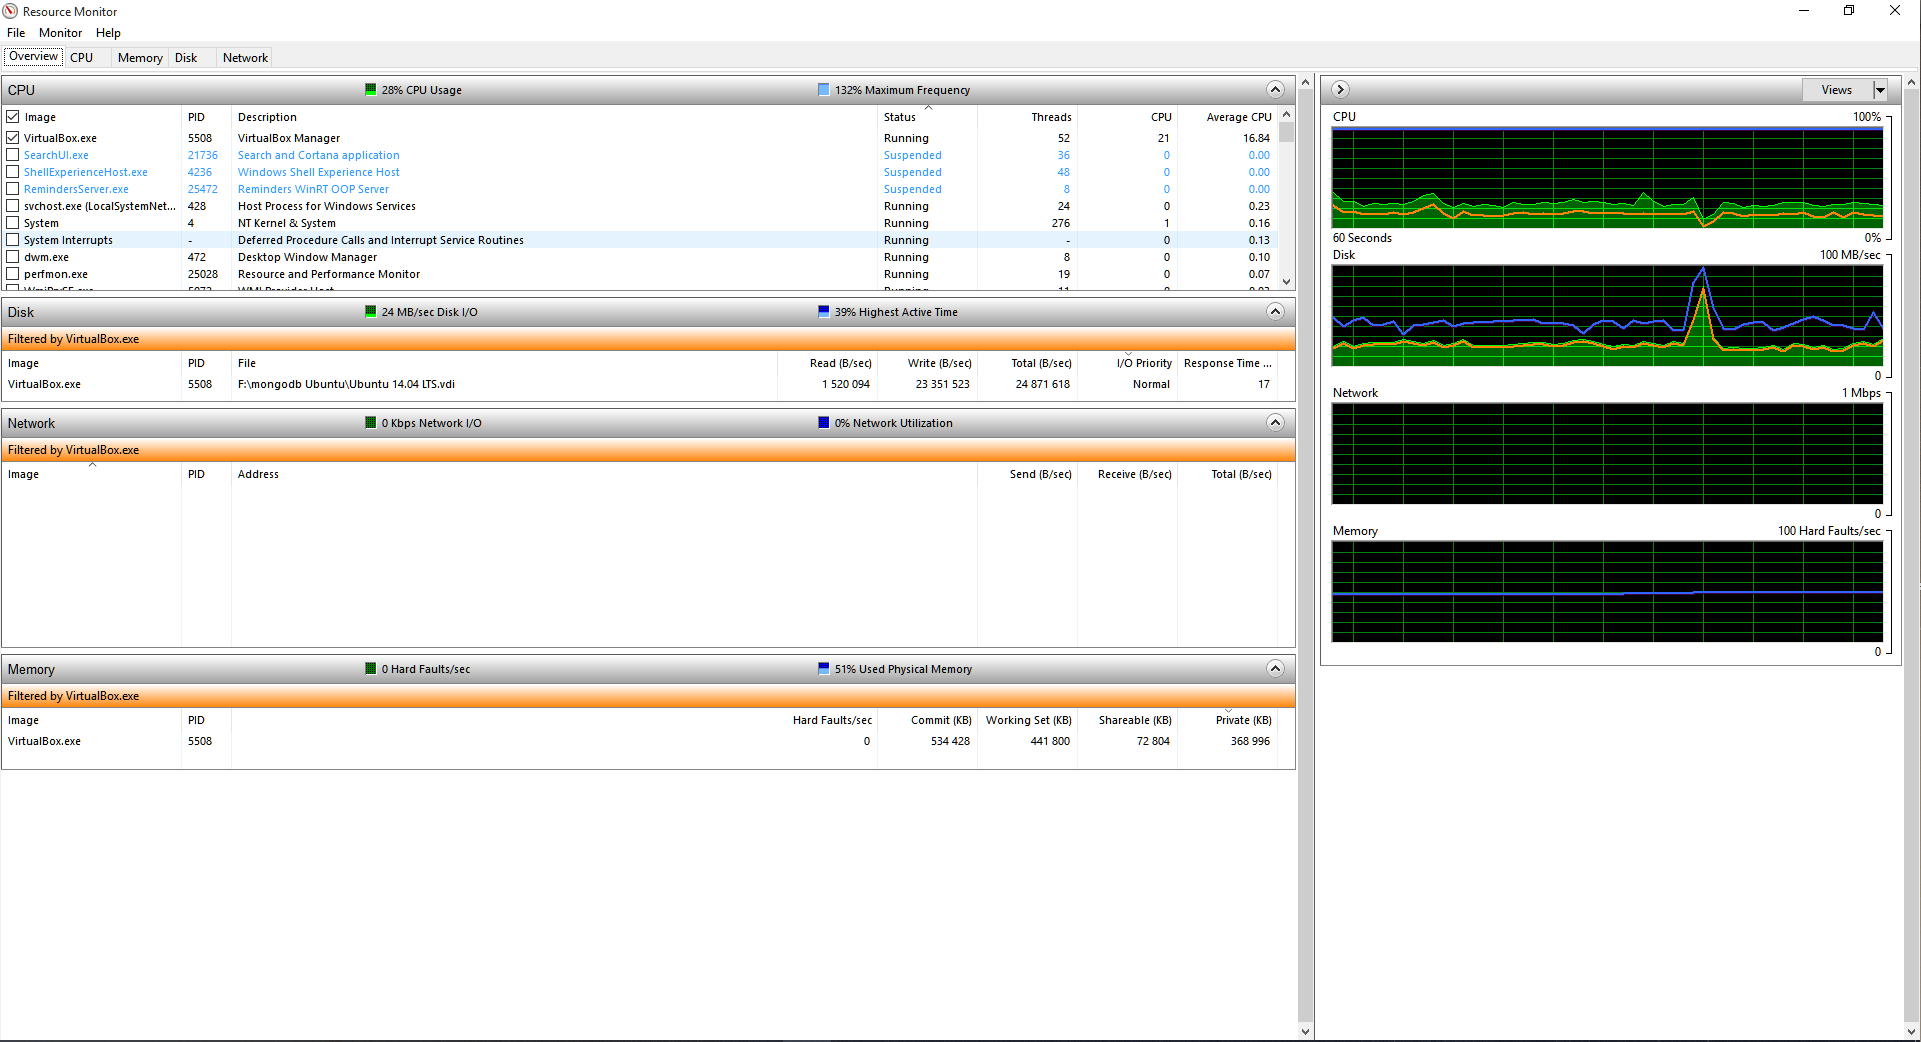 Resource Monitor
File Monitor Help
Overview CPU Memory Disk Network
CPU 28% CPU Usage 132% Maximum Frequency
Image PID Description Status Threads CPU Average CPU
VirtualBox.exe 5508 VirtualBox Manager Running 52 21 16.84
SearchUI.exe 21736 Search and Cortana application Suspended 36 0 0.00
ShellExperienceHost.exe 4236 Windows Shell Experience Host Suspended 48 0 0.00
RemindersServer.exe 25472 Reminders WinRT OOP Server Suspended 8 0 0.00
svchost.exe (LocalSystemNet... 428 Host Process for Windows Services Running 24 0 0.23
System 4 NT Kernel & System Running 276 1 0.16
System Interrupts - Deferred Procedure Calls and Interrupt Service Routines Running - 0 0.13
dwm.exe 472 Desktop Window Manager Running 8 0 0.10
perfmon.exe 25028 Resource and Performance Monitor Running 19 0 0.07
Disk 24 MB/sec Disk I/O 39% Highest Active Time
Filtered by VirtualBox.exe
Image PID File Read (B/sec) Write (B/sec) Total (B/sec) I/O Priority Response Time ...
VirtualBox.exe 5508 F:\mongodb Ubuntu\Ubuntu 14.04 LTS.vdi 1 520 094 23 351 523 24 871 618 Normal 17
Network 0 Kbps Network I/O 0% Network Utilization
Filtered by VirtualBox.exe
Image PID Address Send (B/sec) Receive (B/sec) Total (B/sec)
Memory 0 Hard Faults/sec 51% Used Physical Memory
Filtered by VirtualBox.exe
Image PID Hard Faults/sec Commit (KB) Working Set (KB) Shareable (KB) Private (KB)
VirtualBox.exe 5508 0 534 428 441 800 72 804 368 996
Views
CPU 100%
60 Seconds 0%
Disk 100 MB/sec
0
Network 1 Mbps
0
Memory 100 Hard Faults/sec
0